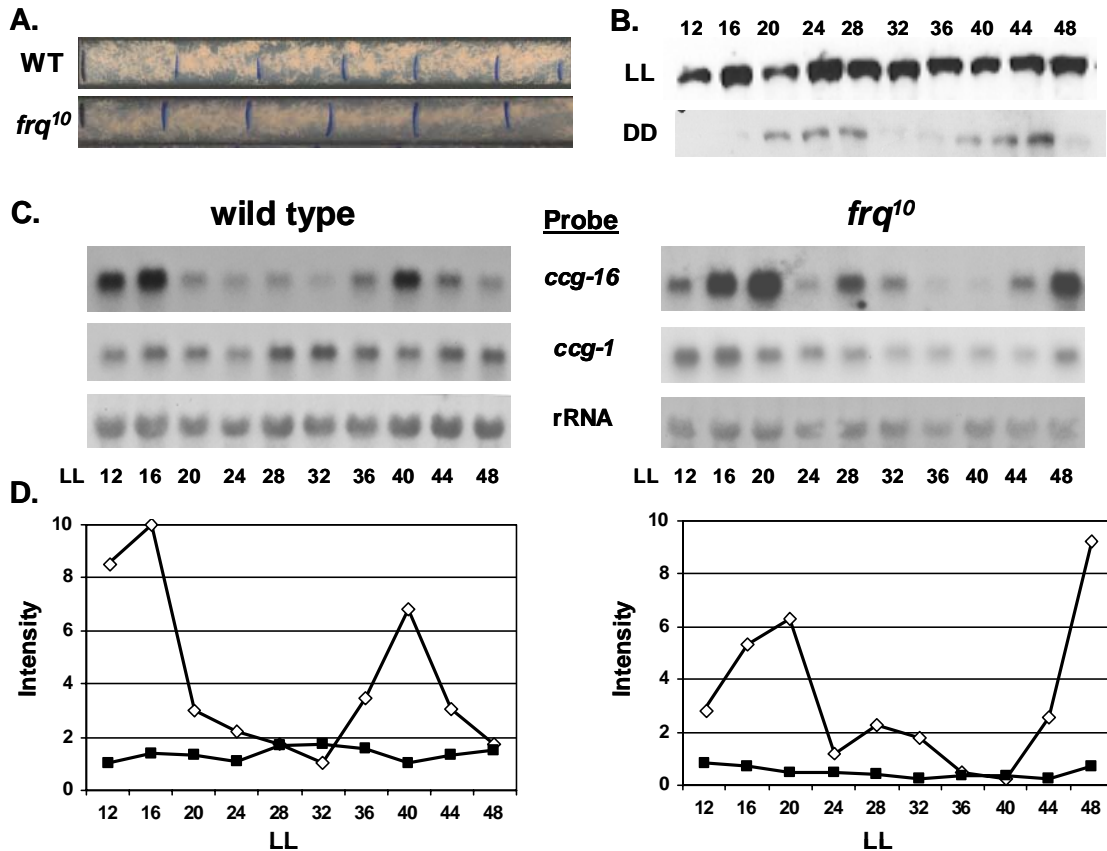 A.
WT
frq10
B.
12 16 20 24 28 32 36 40 44 48
LL
DD
C.
wild type
Probe
frq10
ccg-16
ccg-1
rRNA
LL 12 16 20 24 28 32 36 40 44 48
LL 12 16 20 24 28 32 36 40 44 48
D.
10
8
6
4
2
0
Intensity
12 16 20 24 28 32 36 40 44 48
LL
10
8
6
4
2
0
Intensity
12 16 20 24 28 32 36 40 44 48
LL